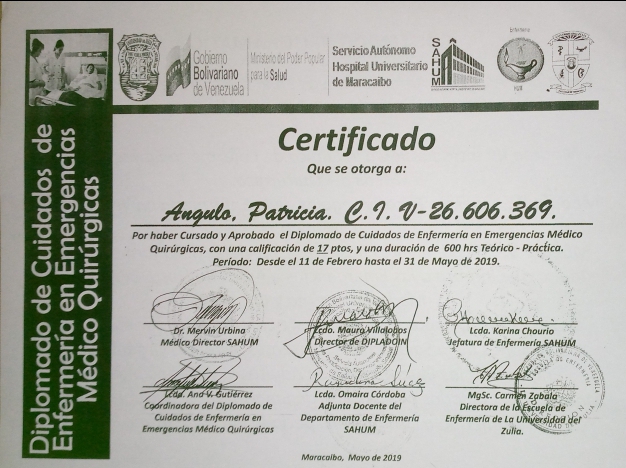 Diplomado de Cuidados de
Enfermería en Emergencias
Médico Quirúrgicas
Gobierno
Bolivariano
de Venezuela
Ministerio del Poder Popular
para la Salud
Servicio Autónomo
Hospital Universitario
de Maracaibo
SAHUM
Enfermería
HUM
Certificado
Que se otorga a:
Angulo, Patricia. C.I. V-26.606.369.
Por haber Cursado y Aprobado el Diplomado de Cuidados de Enfermería en Emergencias Médico
Quirúrgicas, con una calificación de 17 ptos, y una duración de 600 hrs Teórico - Práctica.
Período: Desde el 11 de Febrero hasta el 31 de Mayo de 2019.
Dr. Mervin Urbina
Médico Director SAHUM
Lcdo. Mauro Villalobos
Director de DIPLADOIN
Lcda. Karina Chourio
Jefatura de Enfermería SAHUM
Lcda. Ana V. Gutiérrez
Coordinadora del Diplomado de
Cuidados de Enfermería en
Emergencias Médico Quirúrgicas
Lcda. Omaira Córdoba
Adjunta Docente del
Departamento de Enfermería
SAHUM
MgSc. Carmen Zabala
Directora de la Escuela de
Enfermería de La Universidad del
Zulia.
Maracaibo, Mayo de 2019